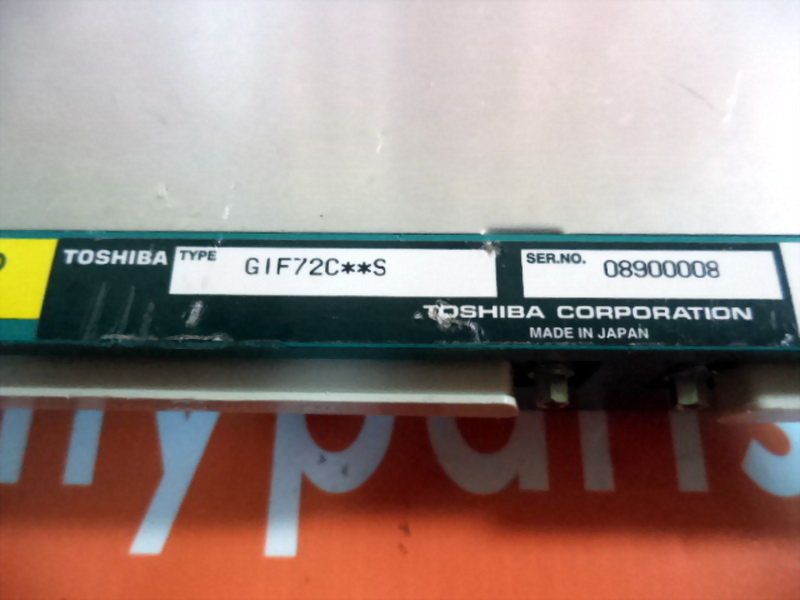 TOSHIBA TYPE GIF72C**S SER.NO. 08900008
TOSHIBA CORPORATION
MADE IN JAPAN